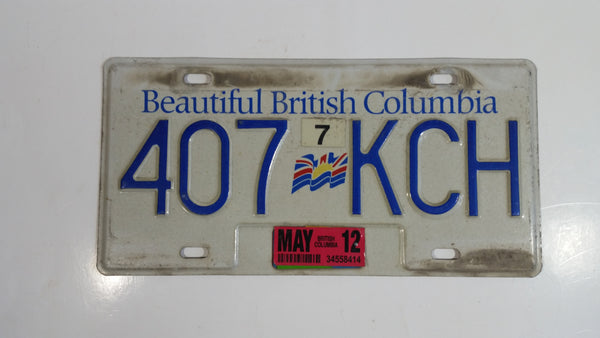 Beautiful British Columbia
407 7 KCH
MAY BRITISH COLUMBIA 12
34558414